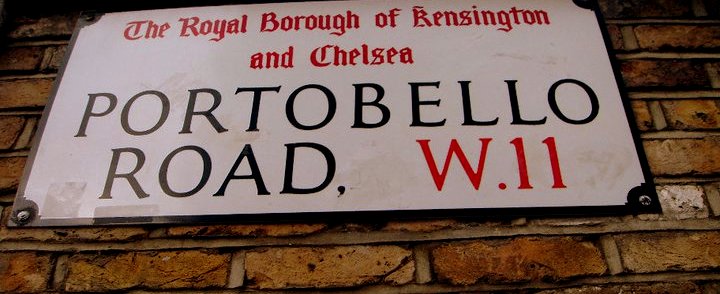 The Royal Borough of Kensington
and Chelsea
PORTOBELLO
ROAD, W.11